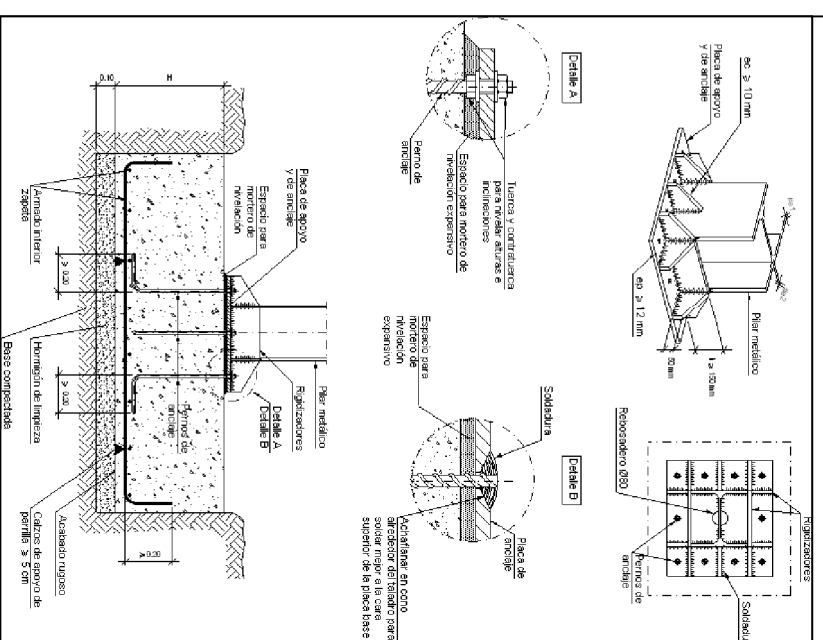 ec ≥ 10 mm
Placa de apoyo
y de anclaje
Pilar metálico
h ≥ 150 mm
50 mm
ep ≥ 12 mm
Rigidizadores
Rebosadero Ø80
Pernos de
anclaje
Detalle A
Tuerca y contratuerca
para nivelar alturas e
inclinaciones
Espacio para mortero de
nivelación expansivo
Perno de
anclaje
Detalle B
Soldadura
Espacio para
mortero de
nivelación
expansivo
Placa de
anclaje
Achaflanar en cono
alrededor del taladro para
soldar mejor a la cara
superior de la placa base
Pilar metálico
Rigidizadores
Detalle A
Detalle B
Placa de apoyo
y de anclaje
Espacio para
mortero de
nivelación
H
0.10
Pernos de
anclaje
≥ 0.20
≥ 0.20
≥ 0.20
Armado inferior
zapata
Hormigón de limpieza
Base compactada
Acabado rugoso
Calzos de apoyo de
parrilla ≥ 5 cm